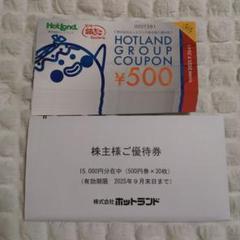 HotLand
銀だこ
HOTLAND
GROUP
COUPON
¥500
株主様ご優待券
15,000円分在中（500円券×30枚）
（有効期限 2025年9月末日まで）
株式会社ホットランド